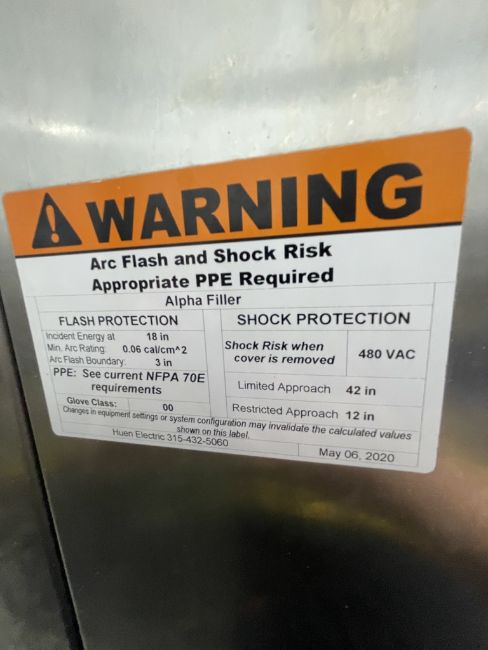 WARNING
Arc Flash and Shock Risk
Appropriate PPE Required
Alpha Filler
FLASH PROTECTION
Incident Energy at 18 in
Min. Arc Rating: 0.06 cal/cm^2
Arc Flash Boundary: 3 in
PPE: See current NFPA 70E
requirements
Glove Class: 00
SHOCK PROTECTION
Shock Risk when
cover is removed
480 VAC
Limited Approach 42 in
Restricted Approach 12 in
Changes in equipment settings or system configuration may invalidate the calculated values
shown on this label.
Huen Electric 315-432-5060
May 06, 2020